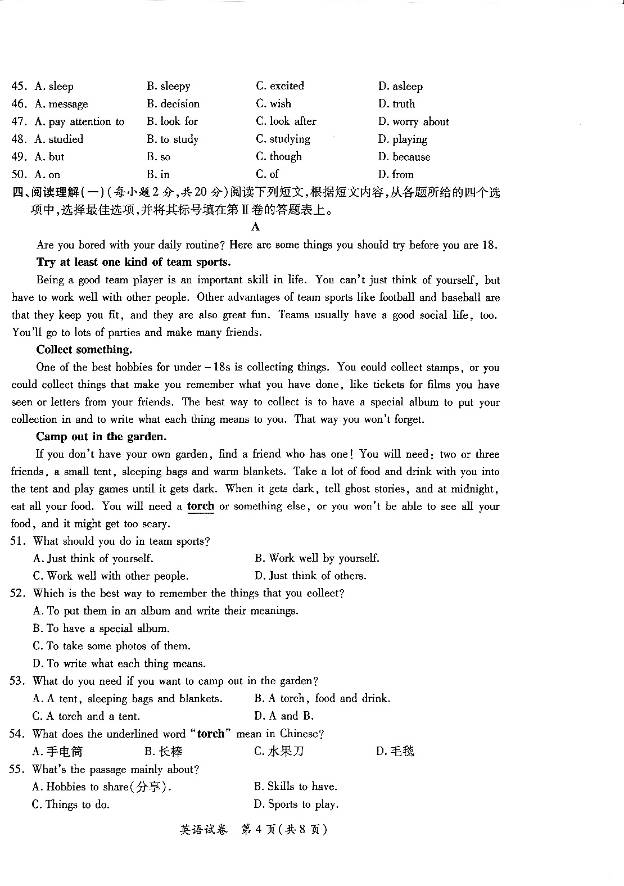 45. A. sleep B. sleepy C. excited D. asleep
46. A. message B. decision C. wish D. truth
47. A. pay attention to B. look for C. look after D. worry about
48. A. studied B. to study C. studying D. playing
49. A. but B. so C. though D. because
50. A. on B. in C. of D. from
四、阅读理解(一)(每小题2分,共20分)阅读下列短文,根据短文内容,从各题所给的四个选
项中,选择最佳选项,并将其标号填在第Ⅱ卷的答题表上。
A
Are you bored with your daily routine? Here are some things you should try before you are 18.
Try at least one kind of team sports.
Being a good team player is an important skill in life. You can't just think of yourself, but
have to work well with other people. Other advantages of team sports like football and baseball are
that they keep you fit, and they are also great fun. Teams usually have a good social life, too.
You'll go to lots of parties and make many friends.
Collect something.
One of the best hobbies for under-18s is collecting things. You could collect stamps, or you
could collect things that make you remember what you have done, like tickets for films you have
seen or letters from your friends. The best way to collect is to have a special album to put your
collection in and to write what each thing means to you. That way you won't forget.
Camp out in the garden.
If you don't have your own garden, find a friend who has one! You will need: two or three
friends, a small tent, sleeping bags and warm blankets. Take a lot of food and drink with you into
the tent and play games until it gets dark. When it gets dark, tell ghost stories, and at midnight,
eat all your food. You will need a torch or something else, or you won't be able to see all your
food, and it might get too scary.
51. What should you do in team sports?
A. Just think of yourself. B. Work well by yourself.
C. Work well with other people. D. Just think of others.
52. Which is the best way to remember the things that you collect?
A. To put them in an album and write their meanings.
B. To have a special album.
C. To take some photos of them.
D. To write what each thing means.
53. What do you need if you want to camp out in the garden?
A. A tent, sleeping bags and blankets. B. A torch, food and drink.
C. A torch and a tent. D. A and B.
54. What does the underlined word "torch" mean in Chinese?
A. 手电筒 B. 长棒 C. 水果刀 D. 毛毯
55. What's the passage mainly about?
A. Hobbies to share(分享). B. Skills to have.
C. Things to do. D. Sports to play.
英语试卷 第4页(共8页)